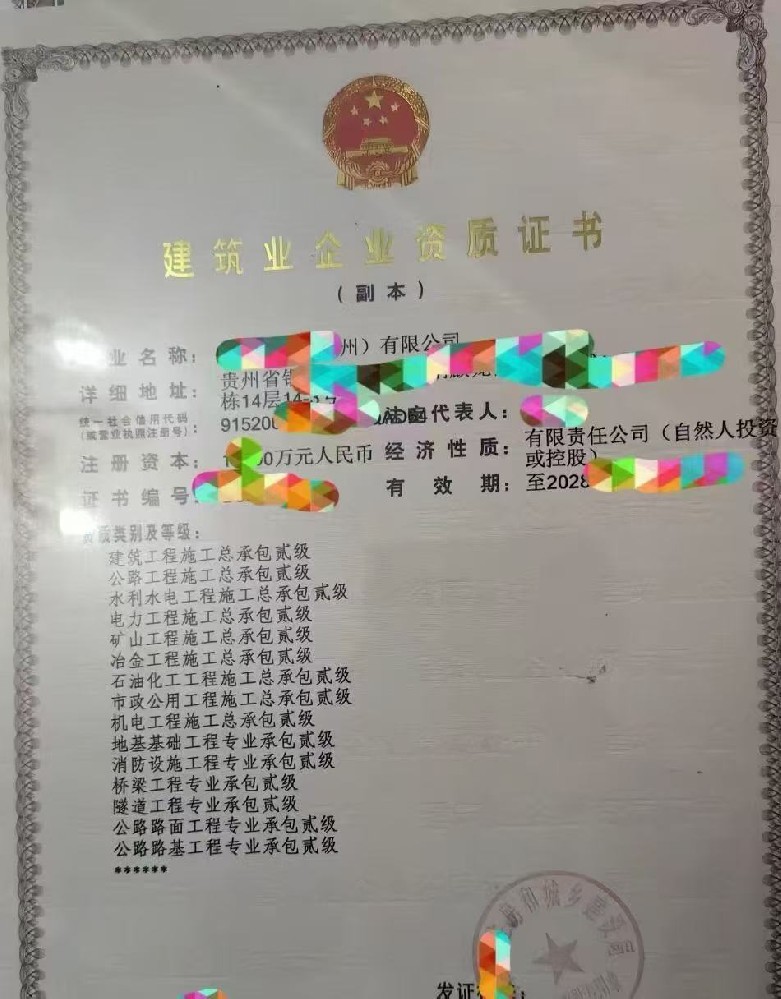 建筑业企业资质证书
（副本）
业名称： 州）有限公司
详细地址： 贵州省
栋14层14-
统一社会信用代码
（或营业执照注册号）： 91520 法定代表人：
注册资本： 00万元人民币 经济性质： 有限责任公司（自然人投资
或控股）
证书编号 有效期： 至2028
质类别及等级：
建筑工程施工总承包贰级
公路工程施工总承包贰级
水利水电工程施工总承包贰级
电力工程施工总承包贰级
矿山工程施工总承包贰级
冶金工程施工总承包贰级
石油化工工程施工总承包贰级
市政公用工程施工总承包贰级
机电工程施工总承包贰级
地基基础工程专业承包贰级
消防设施工程专业承包贰级
桥梁工程专业承包贰级
隧道工程专业承包贰级
公路路面工程专业承包贰级
公路路基工程专业承包贰级
******
房和城乡建设厅
发证